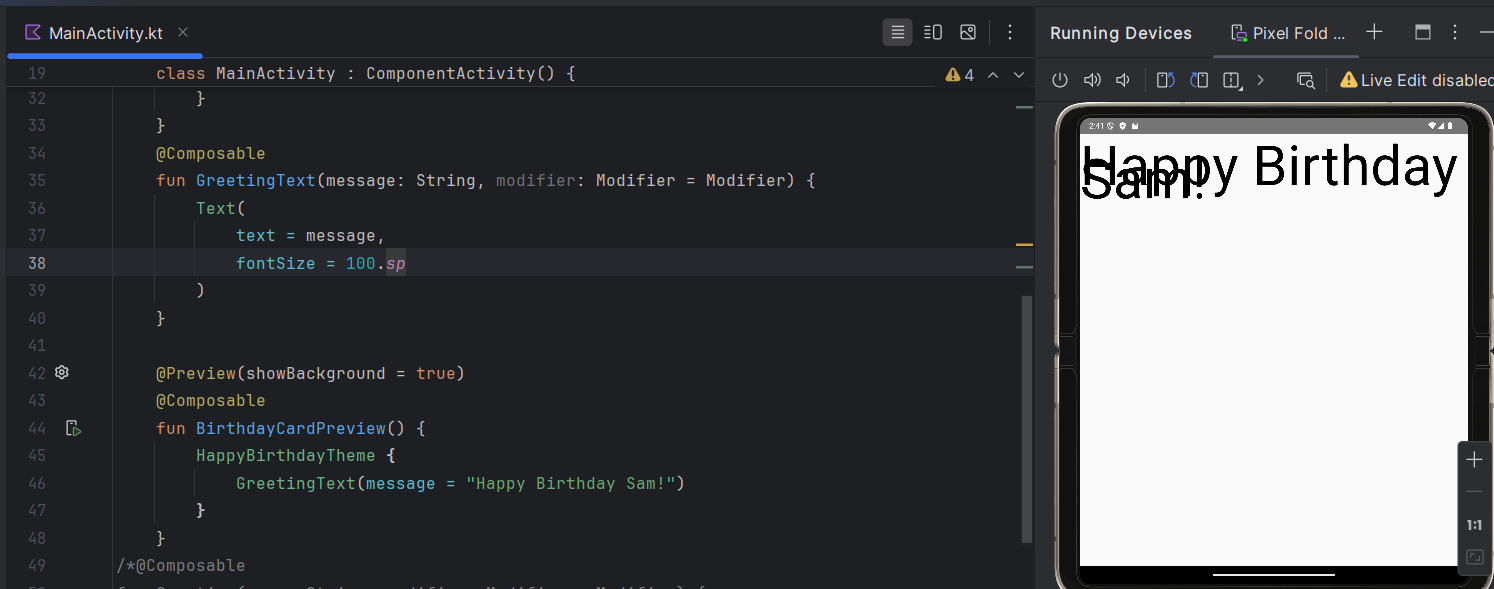 MainActivity.kt
Running Devices
Pixel Fold ...
19 class MainActivity : ComponentActivity() {
4
Live Edit disabled
32 }
33 }
34 @Composable
35 fun GreetingText(message: String, modifier: Modifier = Modifier) {
36 Text(
37 text = message,
38 fontSize = 100.sp
39 )
40 }
41
42 @Preview(showBackground = true)
43 @Composable
44 fun BirthdayCardPreview() {
45 HappyBirthdayTheme {
46 GreetingText(message = "Happy Birthday Sam!")
47 }
48 }
49 /*@Composable
2:41
Happy Birthday
Sam!
1:1